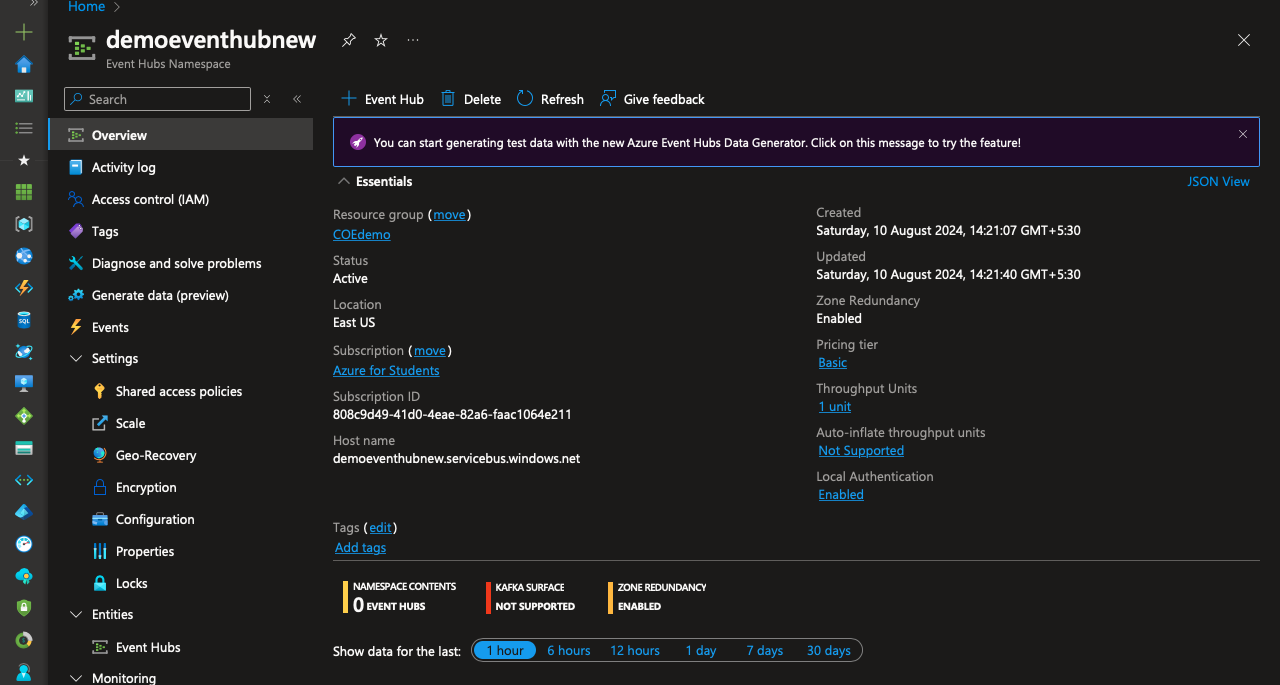 Home
demoeventhubnew
Event Hubs Namespace
Search
Overview
Activity log
Access control (IAM)
Tags
Diagnose and solve problems
Generate data (preview)
Events
Settings
Shared access policies
Scale
Geo-Recovery
Encryption
Configuration
Properties
Locks
Entities
Event Hubs
Monitoring
Event Hub Delete Refresh Give feedback
You can start generating test data with the new Azure Event Hubs Data Generator. Click on this message to try the feature!
Essentials
JSON View
Resource group (move)
COEdemo
Status
Active
Location
East US
Subscription (move)
Azure for Students
Subscription ID
808c9d49-41d0-4eae-82a6-faac1064e211
Host name
demoeventhubnew.servicebus.windows.net
Created
Saturday, 10 August 2024, 14:21:07 GMT+5:30
Updated
Saturday, 10 August 2024, 14:21:40 GMT+5:30
Zone Redundancy
Enabled
Pricing tier
Basic
Throughput Units
1 unit
Auto-inflate throughput units
Not Supported
Local Authentication
Enabled
Tags (edit)
Add tags
NAMESPACE CONTENTS
0 EVENT HUBS
KAFKA SURFACE
NOT SUPPORTED
ZONE REDUNDANCY
ENABLED
Show data for the last: 1 hour 6 hours 12 hours 1 day 7 days 30 days
SQL